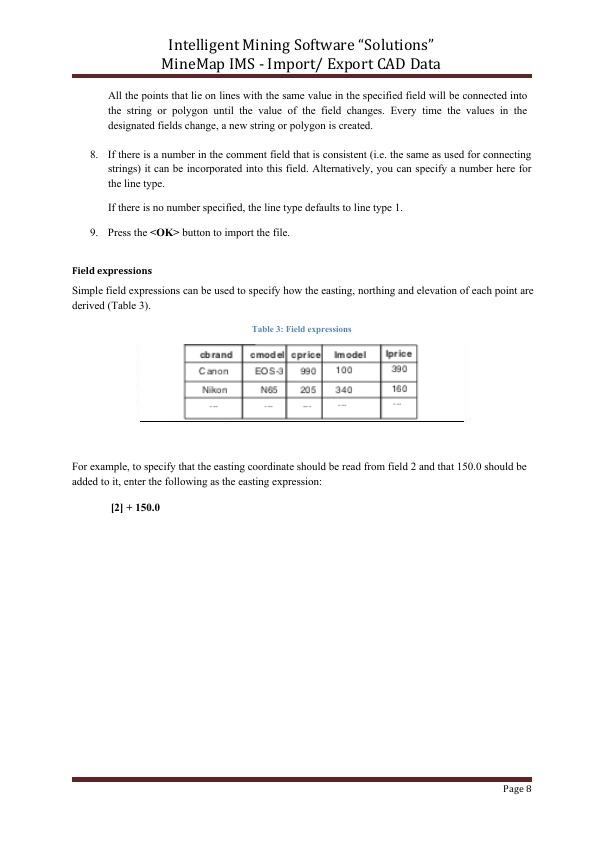 Intelligent Mining Software “Solutions”
MineMap IMS - Import/ Export CAD Data
All the points that lie on lines with the same value in the specified field will be connected into
the string or polygon until the value of the field changes. Every time the values in the
designated fields change, a new string or polygon is created.
8. If there is a number in the comment field that is consistent (i.e. the same as used for connecting
strings) it can be incorporated into this field. Alternatively, you can specify a number here for
the line type.
If there is no number specified, the line type defaults to line type 1.
9. Press the <OK> button to import the file.
Field expressions
Simple field expressions can be used to specify how the easting, northing and elevation of each point are
derived (Table 3).
Table 3: Field expressions
cbrand cmodel cprice lmodel lprice
Canon EOS-3 990 100 390
Nikon N65 205 340 160
... ... ... ... ...
For example, to specify that the easting coordinate should be read from field 2 and that 150.0 should be
added to it, enter the following as the easting expression:
[2] + 150.0
Page 8